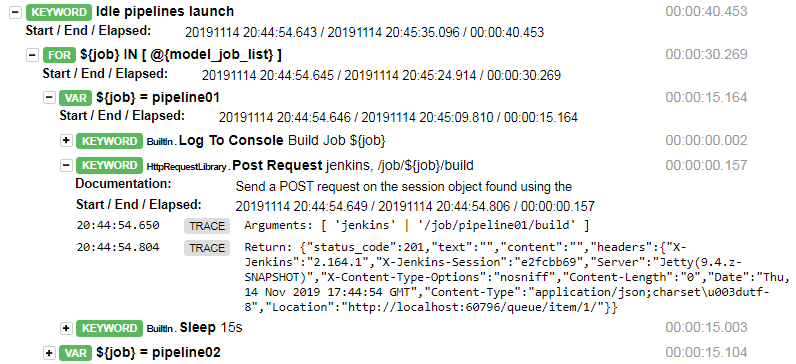 KEYWORD Idle pipelines launch 00:00:40.453
Start / End / Elapsed: 20191114 20:44:54.643 / 20191114 20:45:35.096 / 00:00:40.453
FOR ${job} IN [ @{model_job_list} ] 00:00:30.269
Start / End / Elapsed: 20191114 20:44:54.645 / 20191114 20:45:24.914 / 00:00:30.269
VAR ${job} = pipeline01 00:00:15.164
Start / End / Elapsed: 20191114 20:44:54.646 / 20191114 20:45:09.810 / 00:00:15.164
KEYWORD BuiltIn. Log To Console Build Job ${job} 00:00:00.002
KEYWORD HttpRequestLibrary. Post Request jenkins, /job/${job}/build 00:00:00.157
Documentation: Send a POST request on the session object found using the
Start / End / Elapsed: 20191114 20:44:54.649 / 20191114 20:44:54.806 / 00:00:00.157
20:44:54.650 TRACE Arguments: [ 'jenkins' | '/job/pipeline01/build' ]
20:44:54.804 TRACE Return: {"status_code":201,"text":"","content":"","headers":{"X-
Jenkins":"2.164.1","X-Jenkins-Session":"e2fcbb69","Server":"Jetty(9.4.z-
SNAPSHOT)","X-Content-Type-Options":"nosniff","Content-Length":"0","Date":"Thu,
14 Nov 2019 17:44:54 GMT","Content-Type":"application/json;charset\u003dutf-
8","Location":"http://localhost:60796/queue/item/1/"}}
KEYWORD BuiltIn. Sleep 15s 00:00:15.003
VAR ${job} = pipeline02 00:00:15.104